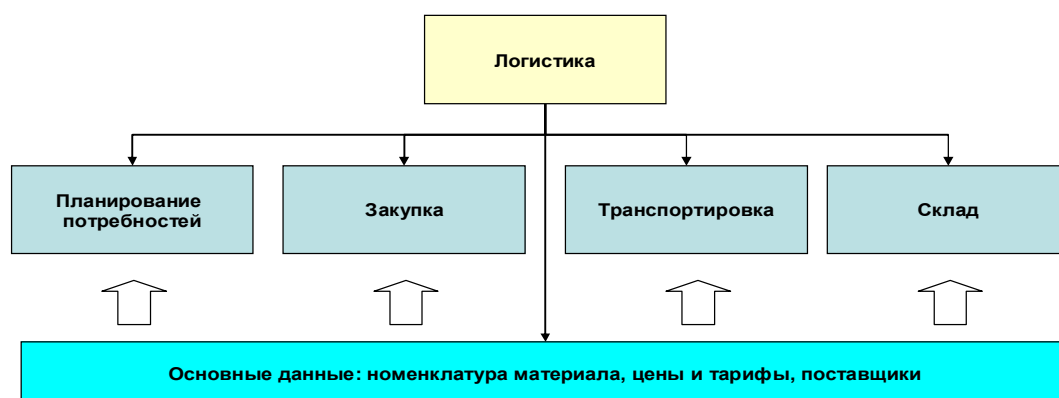 Логистика
Планирование
потребностей
Закупка
Транспортировка
Склад
Основные данные: номенклатура материала, цены и тарифы, поставщики